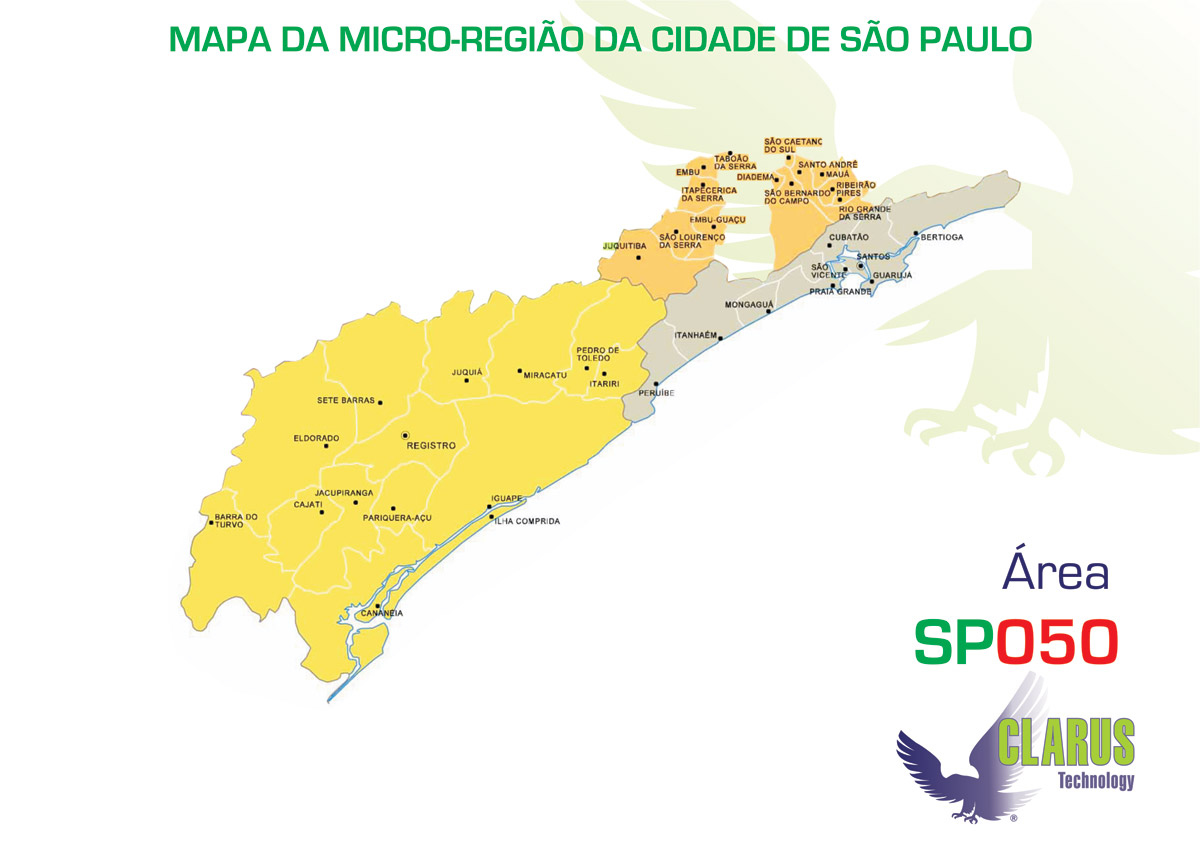 MAPA DA MICRO-REGIÃO DA CIDADE DE SÃO PAULO
SÃO CAETANO
DO SUL
TABOÃO
DA SERRA
EMBU
SANTO ANDRÉ
MAUÁ
DIADEMA
RIBEIRÃO
PIRES
ITAPECERICA
DA SERRA
SÃO BERNARDO
DO CAMPO
RIO GRANDE
DA SERRA
EMBU-GUAÇU
SÃO LOURENÇO
DA SERRA
JUQUITIBA
CUBATÃO
BERTIOGA
SANTOS
SÃO
VICENTE
GUARUJÁ
PRAIA GRANDE
MONGAGUÁ
ITANHAÉM
PEDRO DE
TOLEDO
JUQUIÁ
MIRACATU
ITARIRI
PERUÍBE
SETE BARRAS
ELDORADO
REGISTRO
JACUPIRANGA
CAJATI
IGUAPE
PARIQUERA-AÇU
BARRA DO
TURVO
ILHA COMPRIDA
CANANEIA
Área
SP050
CLARUS
Technology
®